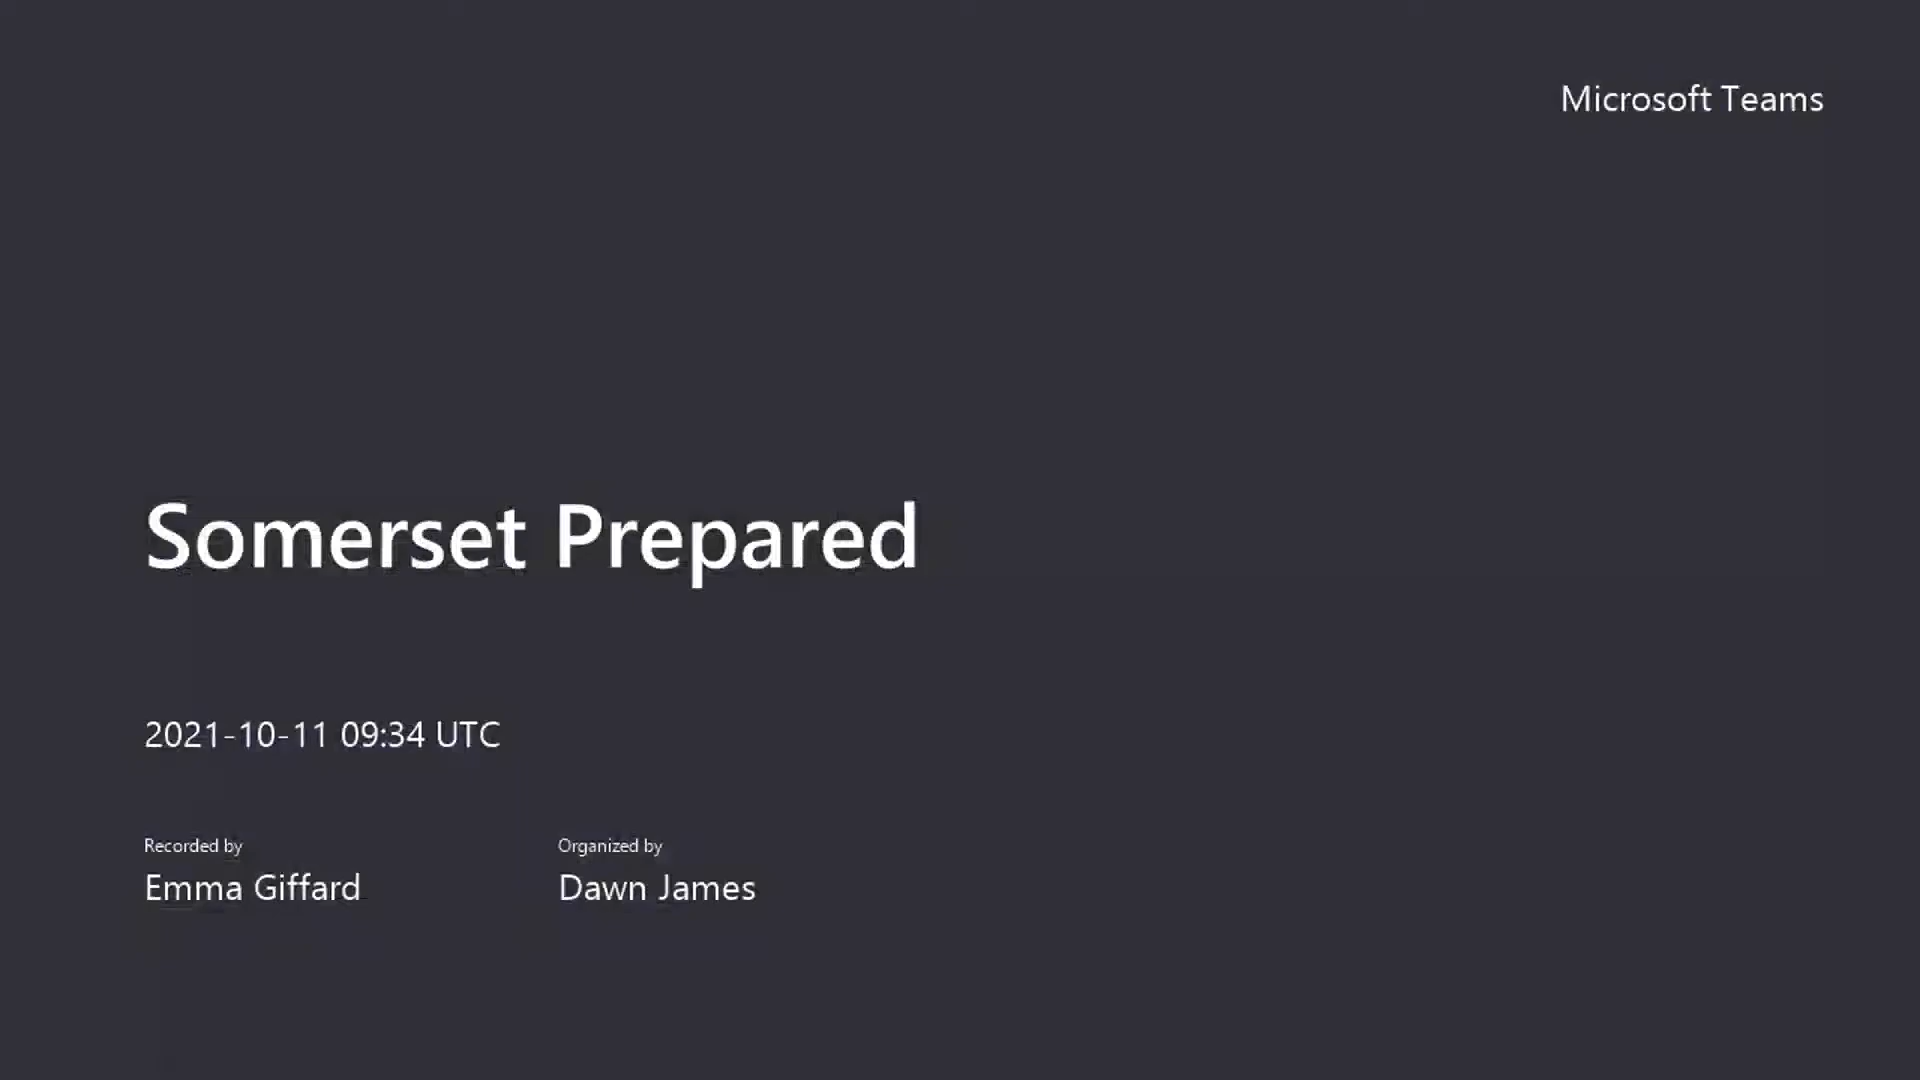 Microsoft Teams
Somerset Prepared
2021-10-11 09:34 UTC
Recorded by
Organized by
Emma Giffard
Dawn James